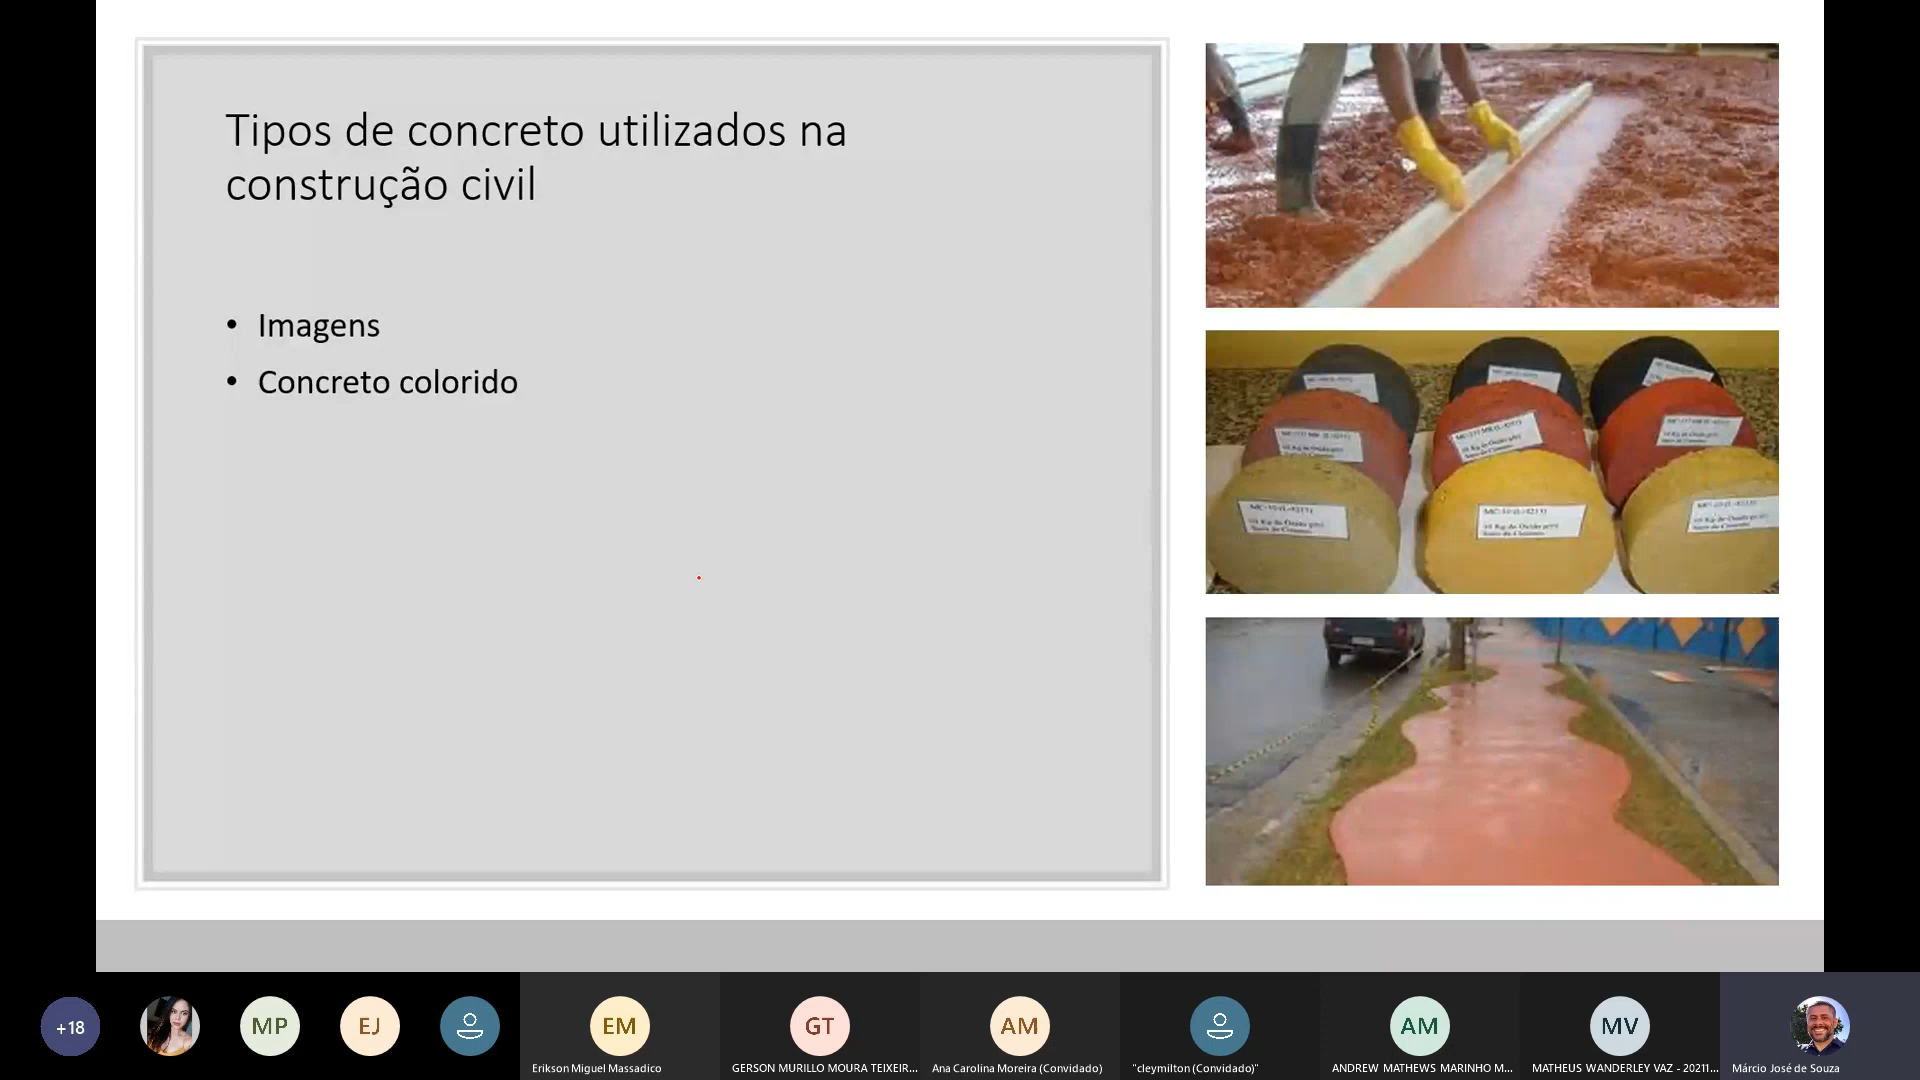 Tipos de concreto utilizados na
construção civil
• Imagens
• Concreto colorido
+18
MP
EJ
EM
GT
AM
AM
MV
Erikson Miguel Massadico
GERSON MURILLO MOURA TEIXEIR...
Ana Carolina Moreira (Convidado)
"cleymilton (Convidado)"
ANDREW MATHEWS MARINHO M...
MATHEUS WANDERLEY VAZ - 20211...
Márcio José de Souza